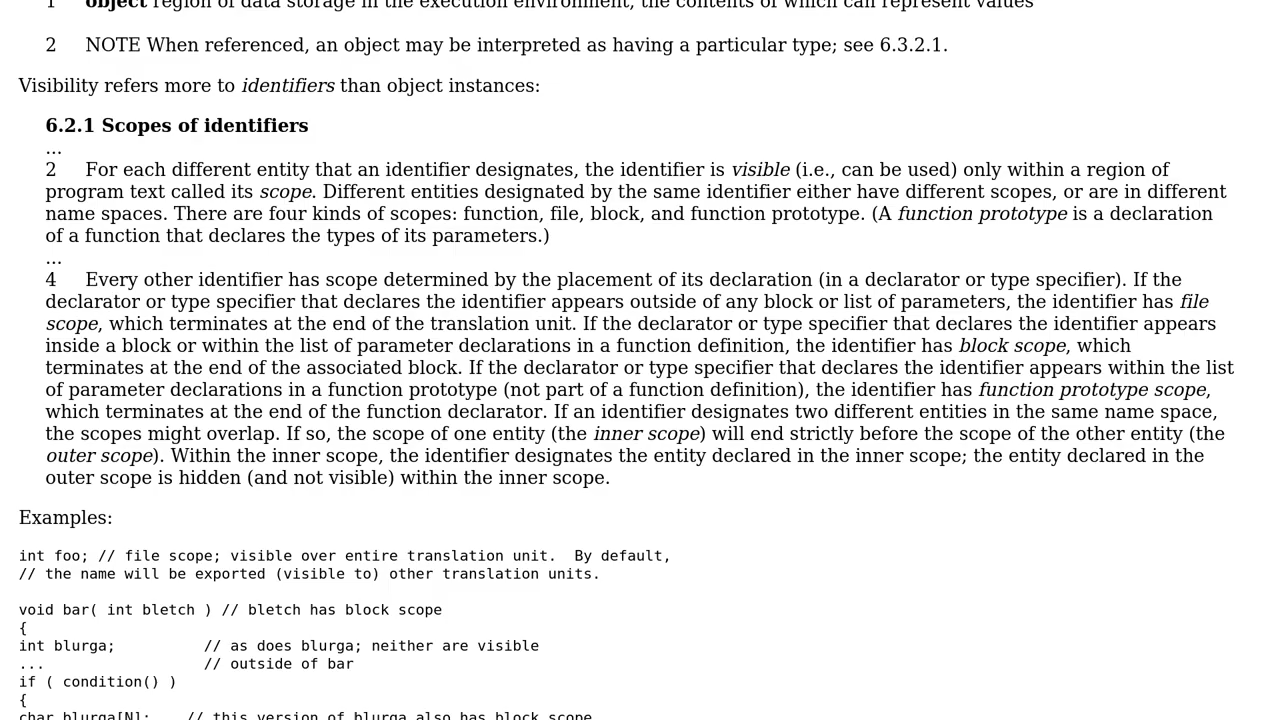 1 object region of data storage in the execution environment, the contents of which can represent values
2 NOTE When referenced, an object may be interpreted as having a particular type; see 6.3.2.1.
Visibility refers more to identifiers than object instances:
6.2.1 Scopes of identifiers
...
2 For each different entity that an identifier designates, the identifier is visible (i.e., can be used) only within a region of
program text called its scope. Different entities designated by the same identifier either have different scopes, or are in different
name spaces. There are four kinds of scopes: function, file, block, and function prototype. (A function prototype is a declaration
of a function that declares the types of its parameters.)
...
4 Every other identifier has scope determined by the placement of its declaration (in a declarator or type specifier). If the
declarator or type specifier that declares the identifier appears outside of any block or list of parameters, the identifier has file
scope, which terminates at the end of the translation unit. If the declarator or type specifier that declares the identifier appears
inside a block or within the list of parameter declarations in a function definition, the identifier has block scope, which
terminates at the end of the associated block. If the declarator or type specifier that declares the identifier appears within the list
of parameter declarations in a function prototype (not part of a function definition), the identifier has function prototype scope,
which terminates at the end of the function declarator. If an identifier designates two different entities in the same name space,
the scopes might overlap. If so, the scope of one entity (the inner scope) will end strictly before the scope of the other entity (the
outer scope). Within the inner scope, the identifier designates the entity declared in the inner scope; the entity declared in the
outer scope is hidden (and not visible) within the inner scope.
Examples:
int foo; // file scope; visible over entire translation unit.  By default,
// the name will be exported (visible to) other translation units.
void bar( int bletch ) // bletch has block scope
{
int blurga;          // as does blurga; neither are visible
...                  // outside of bar
if ( condition() )
{
char blurga[N];    // this version of blurga also has block scope